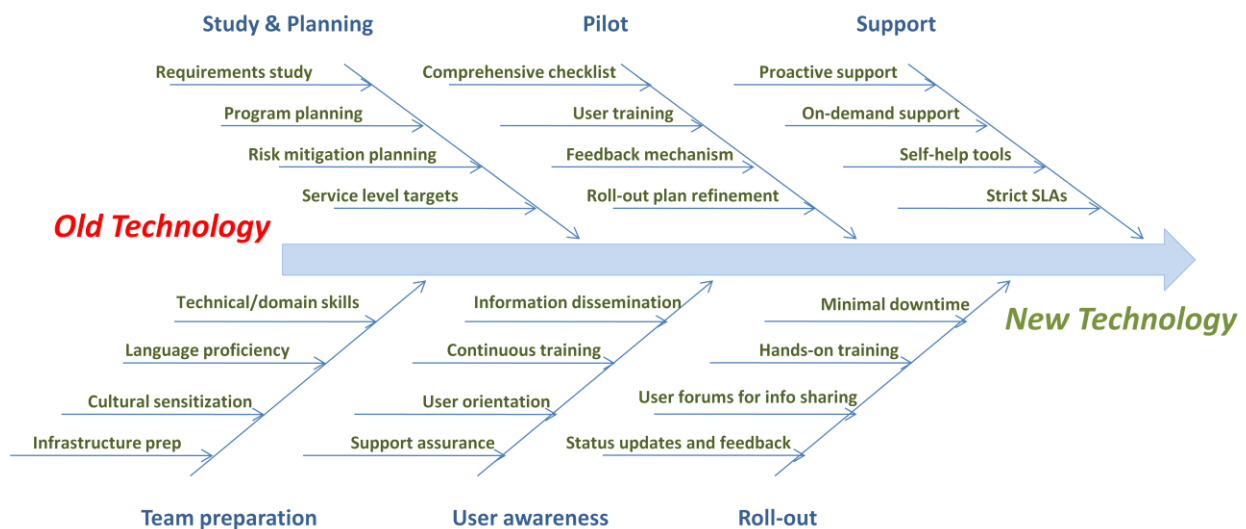 Study & Planning
Pilot
Support
Requirements study
Comprehensive checklist
Proactive support
Program planning
User training
On-demand support
Risk mitigation planning
Feedback mechanism
Self-help tools
Service level targets
Roll-out plan refinement
Strict SLAs
Old Technology
Technical/domain skills
Information dissemination
Minimal downtime
New Technology
Language proficiency
Continuous training
Hands-on training
Cultural sensitization
User orientation
User forums for info sharing
Infrastructure prep
Support assurance
Status updates and feedback
Team preparation
User awareness
Roll-out